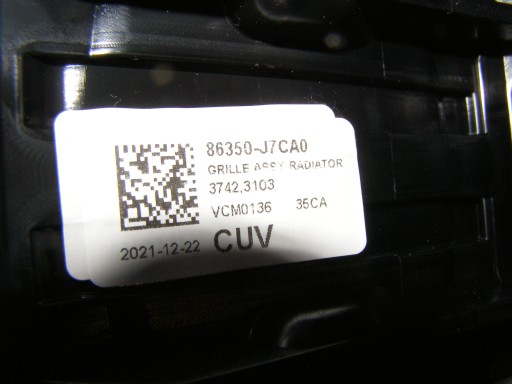 86350-J7CA0
GRILLE ASSY RADIATOR
3742,3103
VCM0136 35CA
2021-12-22 CUV